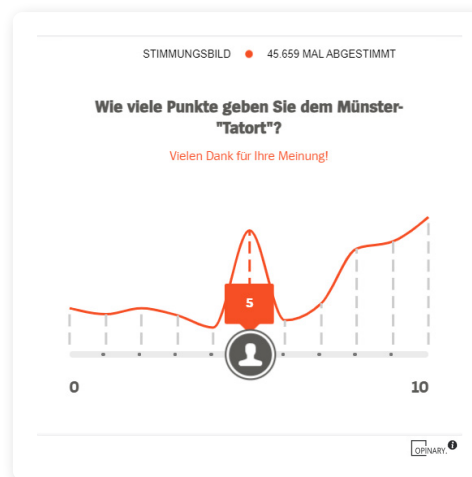 STIMMUNGSBILD ● 45.659 MAL ABGESTIMMT
Wie viele Punkte geben Sie dem Münster-
"Tatort"?
Vielen Dank für Ihre Meinung!
5
0 10
OPINARY.